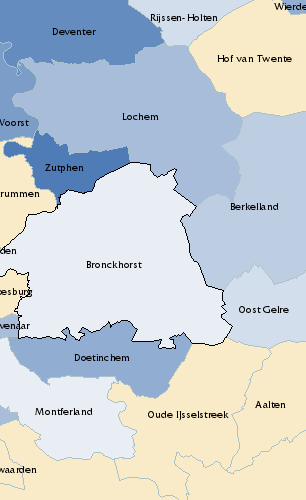 Wierde
Rijssen-Holten
Deventer
Hof van Twente
Lochem
Voorst
Zutphen
rummen
Berkelland
den
Bronckhorst
oesburg
Oost Gelre
venaar
Doetinchem
Montferland
Oude IJsselstreek
Aalten
waarden